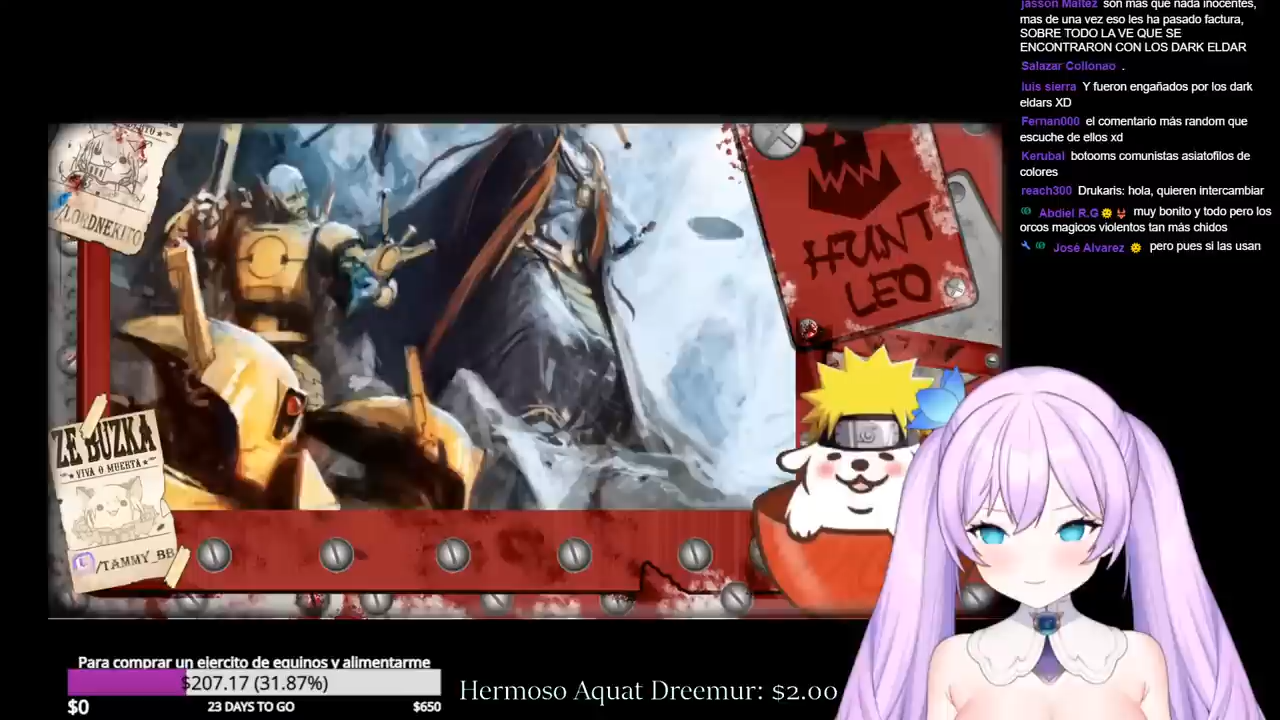 jasson Maltez son mas que nada inocentes,
mas de una vez eso les ha pasado factura,
SOBRE TODO LA VE QUE SE
ENCONTRARON CON LOS DARK ELDAR
Salazar Collonao .
luis sierra Y fueron engañados por los dark
eldars XD
Fernan000 el comentario más random que
escuche de ellos xd
Kerubal botooms comunistas asiatofilos de
colores
reach300 Drukaris: hola, quieren intercambiar
Abdiel R.G muy bonito y todo pero los
orcos magicos violentos tan más chidos
José Alvarez pero pues si las usan
/LORDNEKITO
HUNT
LEO
ZE BUZKA
VIVA O MUERTA
/TAMMY_BB
Para comprar un ejercito de equinos y alimentarme
$207.17 (31.87%)
$0 23 DAYS TO GO $650
Hermoso Aquat Dreemur: $2.00